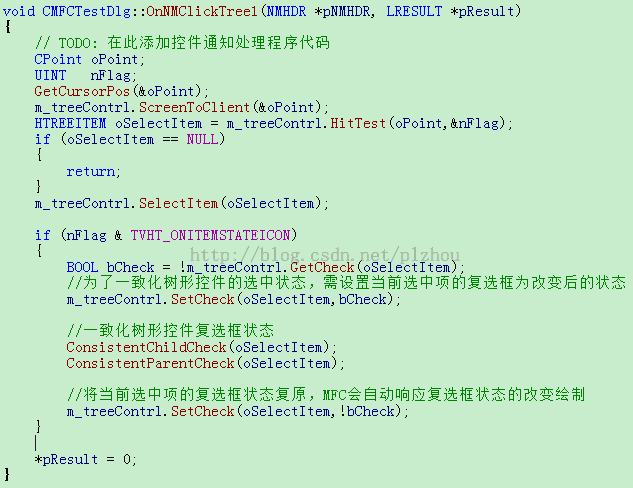 void CMFCTestDlg::OnNMClickTree1(NMHDR *pNMHDR, LRESULT *pResult)
{
    // TODO: 在此添加控件通知处理程序代码
    CPoint oPoint;
    UINT   nFlag;
    GetCursorPos(&oPoint);
    m_treeContrl.ScreenToClient(&oPoint);
    HTREEITEM oSelectItem = m_treeContrl.HitTest(oPoint,&nFlag);
    if (oSelectItem == NULL)
    {
        return;
    }
    m_treeContrl.SelectItem(oSelectItem);

    if (nFlag & TVHT_ONITEMSTATEICON)
http://blog.csdn.net/plzhou
    {
        BOOL bCheck = !m_treeContrl.GetCheck(oSelectItem);
        //为了一致化树形控件的选中状态，需设置当前选中项的复选框为改变后的状态
        m_treeContrl.SetCheck(oSelectItem,bCheck);

        //一致化树形控件复选框状态
        ConsistentChildCheck(oSelectItem);
        ConsistentParentCheck(oSelectItem);

        //将当前选中项的复选框状态复原，MFC会自动响应复选框状态的改变绘制
        m_treeContrl.SetCheck(oSelectItem,!bCheck);
    }

    *pResult = 0;
}